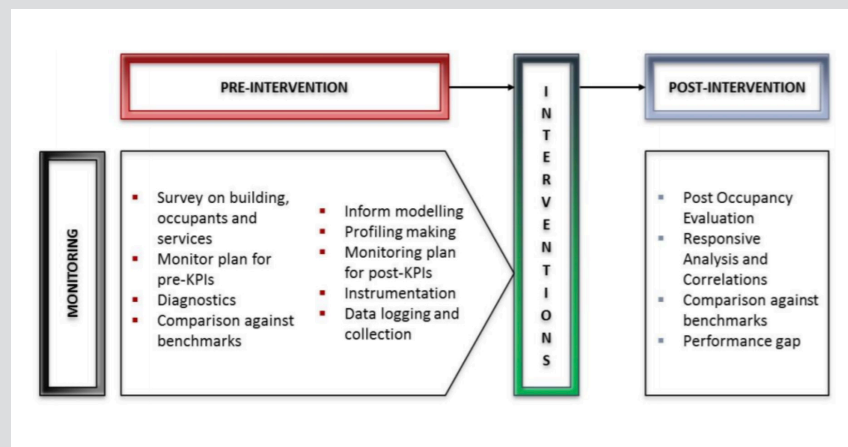 PRE-INTERVENTION
INTERVENTIONS
POST-INTERVENTION
MONITORING
▪ Survey on building,
occupants and
services
▪ Monitor plan for
pre-KPIs
▪ Diagnostics
▪ Comparison against
benchmarks
▪ Inform modelling
▪ Profiling making
▪ Monitoring plan
for post-KPIs
▪ Instrumentation
▪ Data logging and
collection
▪ Post Occupancy
Evaluation
▪ Responsive
Analysis and
Correlations
▪ Comparison against
benchmarks
▪ Performance gap